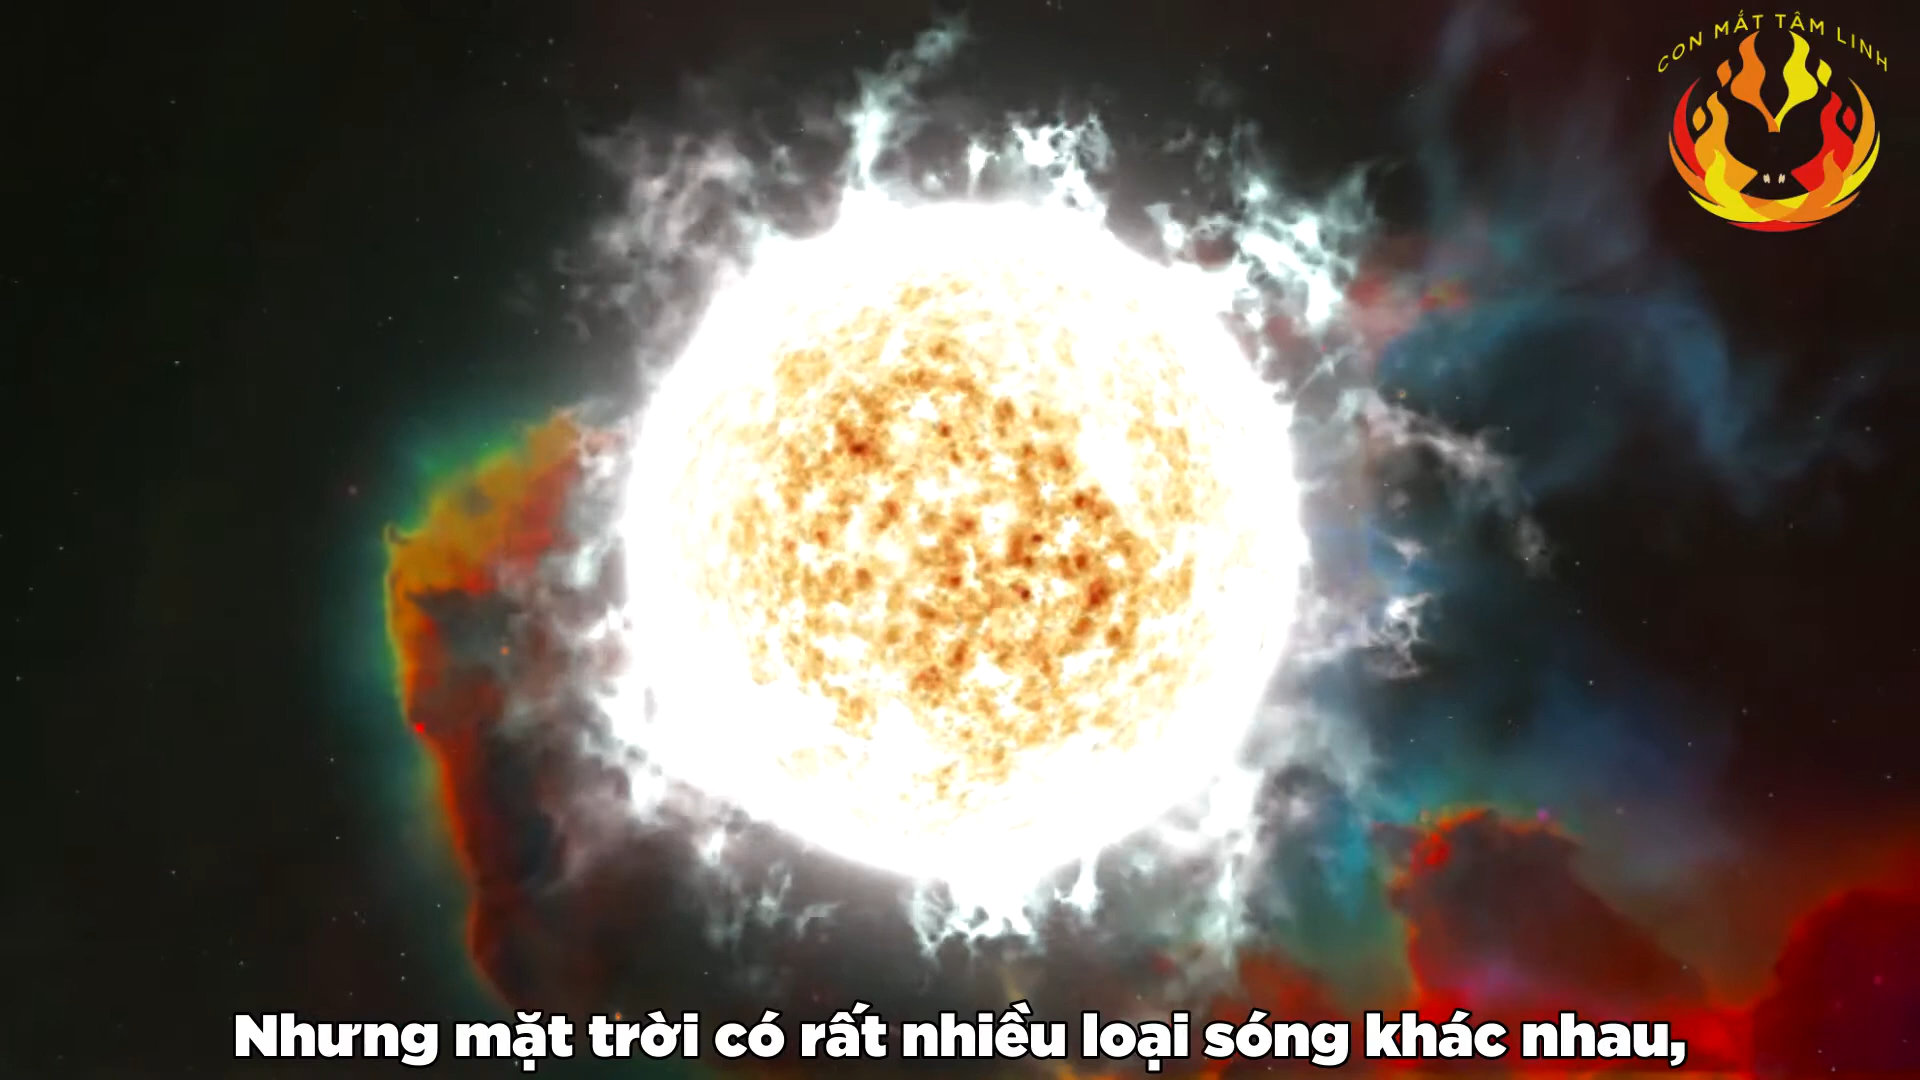 CON MẮT TÂM LINH
Nhưng mặt trời có rất nhiều loại sóng khác nhau,